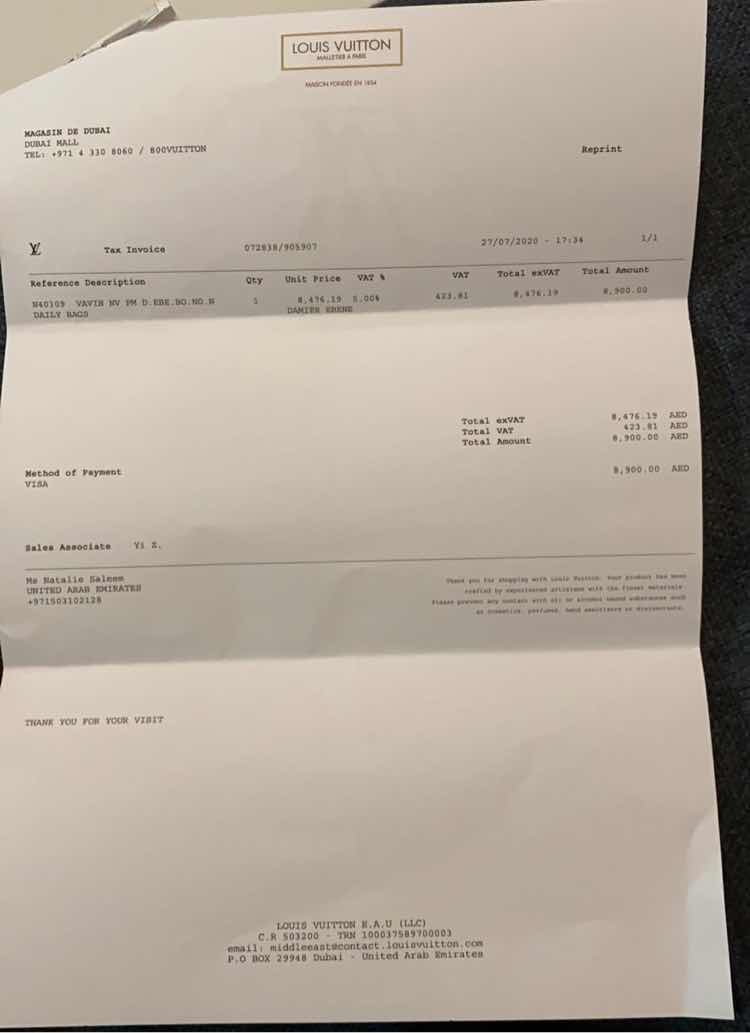 LOUIS VUITTON
MALLETIER A PARIS
MAISON FONDÉE EN 1854
MAGASIN DE DUBAI
DUBAI MALL
TEL: +971 4 330 8060 / 800VUITTON
Reprint
LV Tax Invoice 072838/905907 27/07/2020 - 17:34 1/1
Reference Description Qty Unit Price VAT % VAT Total exVAT Total Amount
N40109 VAVIN NV PM D.EBE.BO.NO.N 1 8,476.19 5.00% 423.81 8,476.19 8,900.00
DAILY BAGS DAMIER EBENE
Total exVAT 8,476.19 AED
Total VAT 423.81 AED
Total Amount 8,900.00 AED
Method of Payment
VISA 8,900.00 AED
Sales Associate Yi Z.
Ms Natalie Saleem
UNITED ARAB EMIRATES
+971503102128
Thank you for shopping with Louis Vuitton. Your product has been
crafted by experienced artisans with the finest materials.
Please prevent any contact with oil or alcohol based substances such
as cosmetics, perfumes, hand sanitizers or disinfectants.
THANK YOU FOR YOUR VISIT
LOUIS VUITTON E.A.U (LLC)
C.R 503200 - TRN 100037589700003
email: middleeast@contact.louisvuitton.com
P.O BOX 29948 Dubai - United Arab Emirates